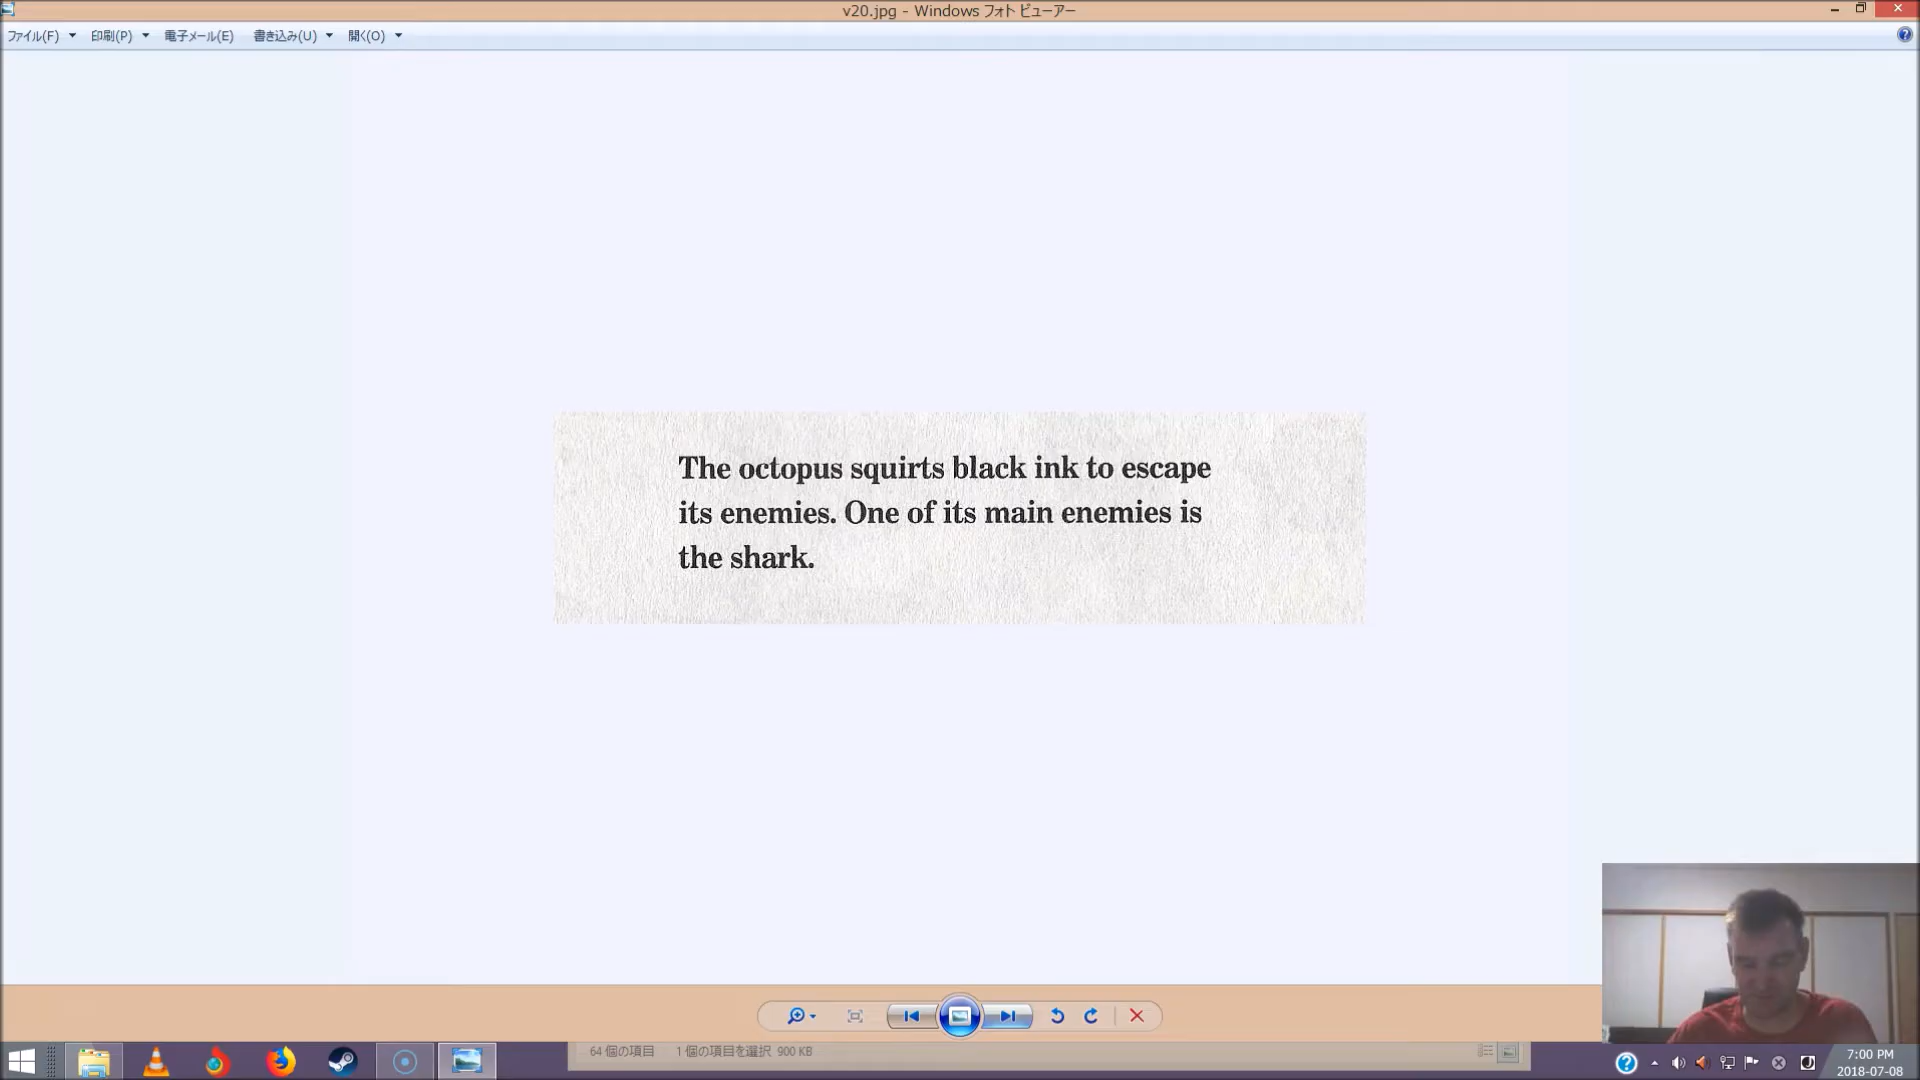 v20.jpg - Windows フォト ビューアー
ファイル(F) 印刷(P) 電子メール(E) 書き込み(U) 開く(O)
The octopus squirts black ink to escape
its enemies. One of its main enemies is
the shark.
64 個の項目 1 個の項目を選択 900 KB
7:00 PM
2018-07-08